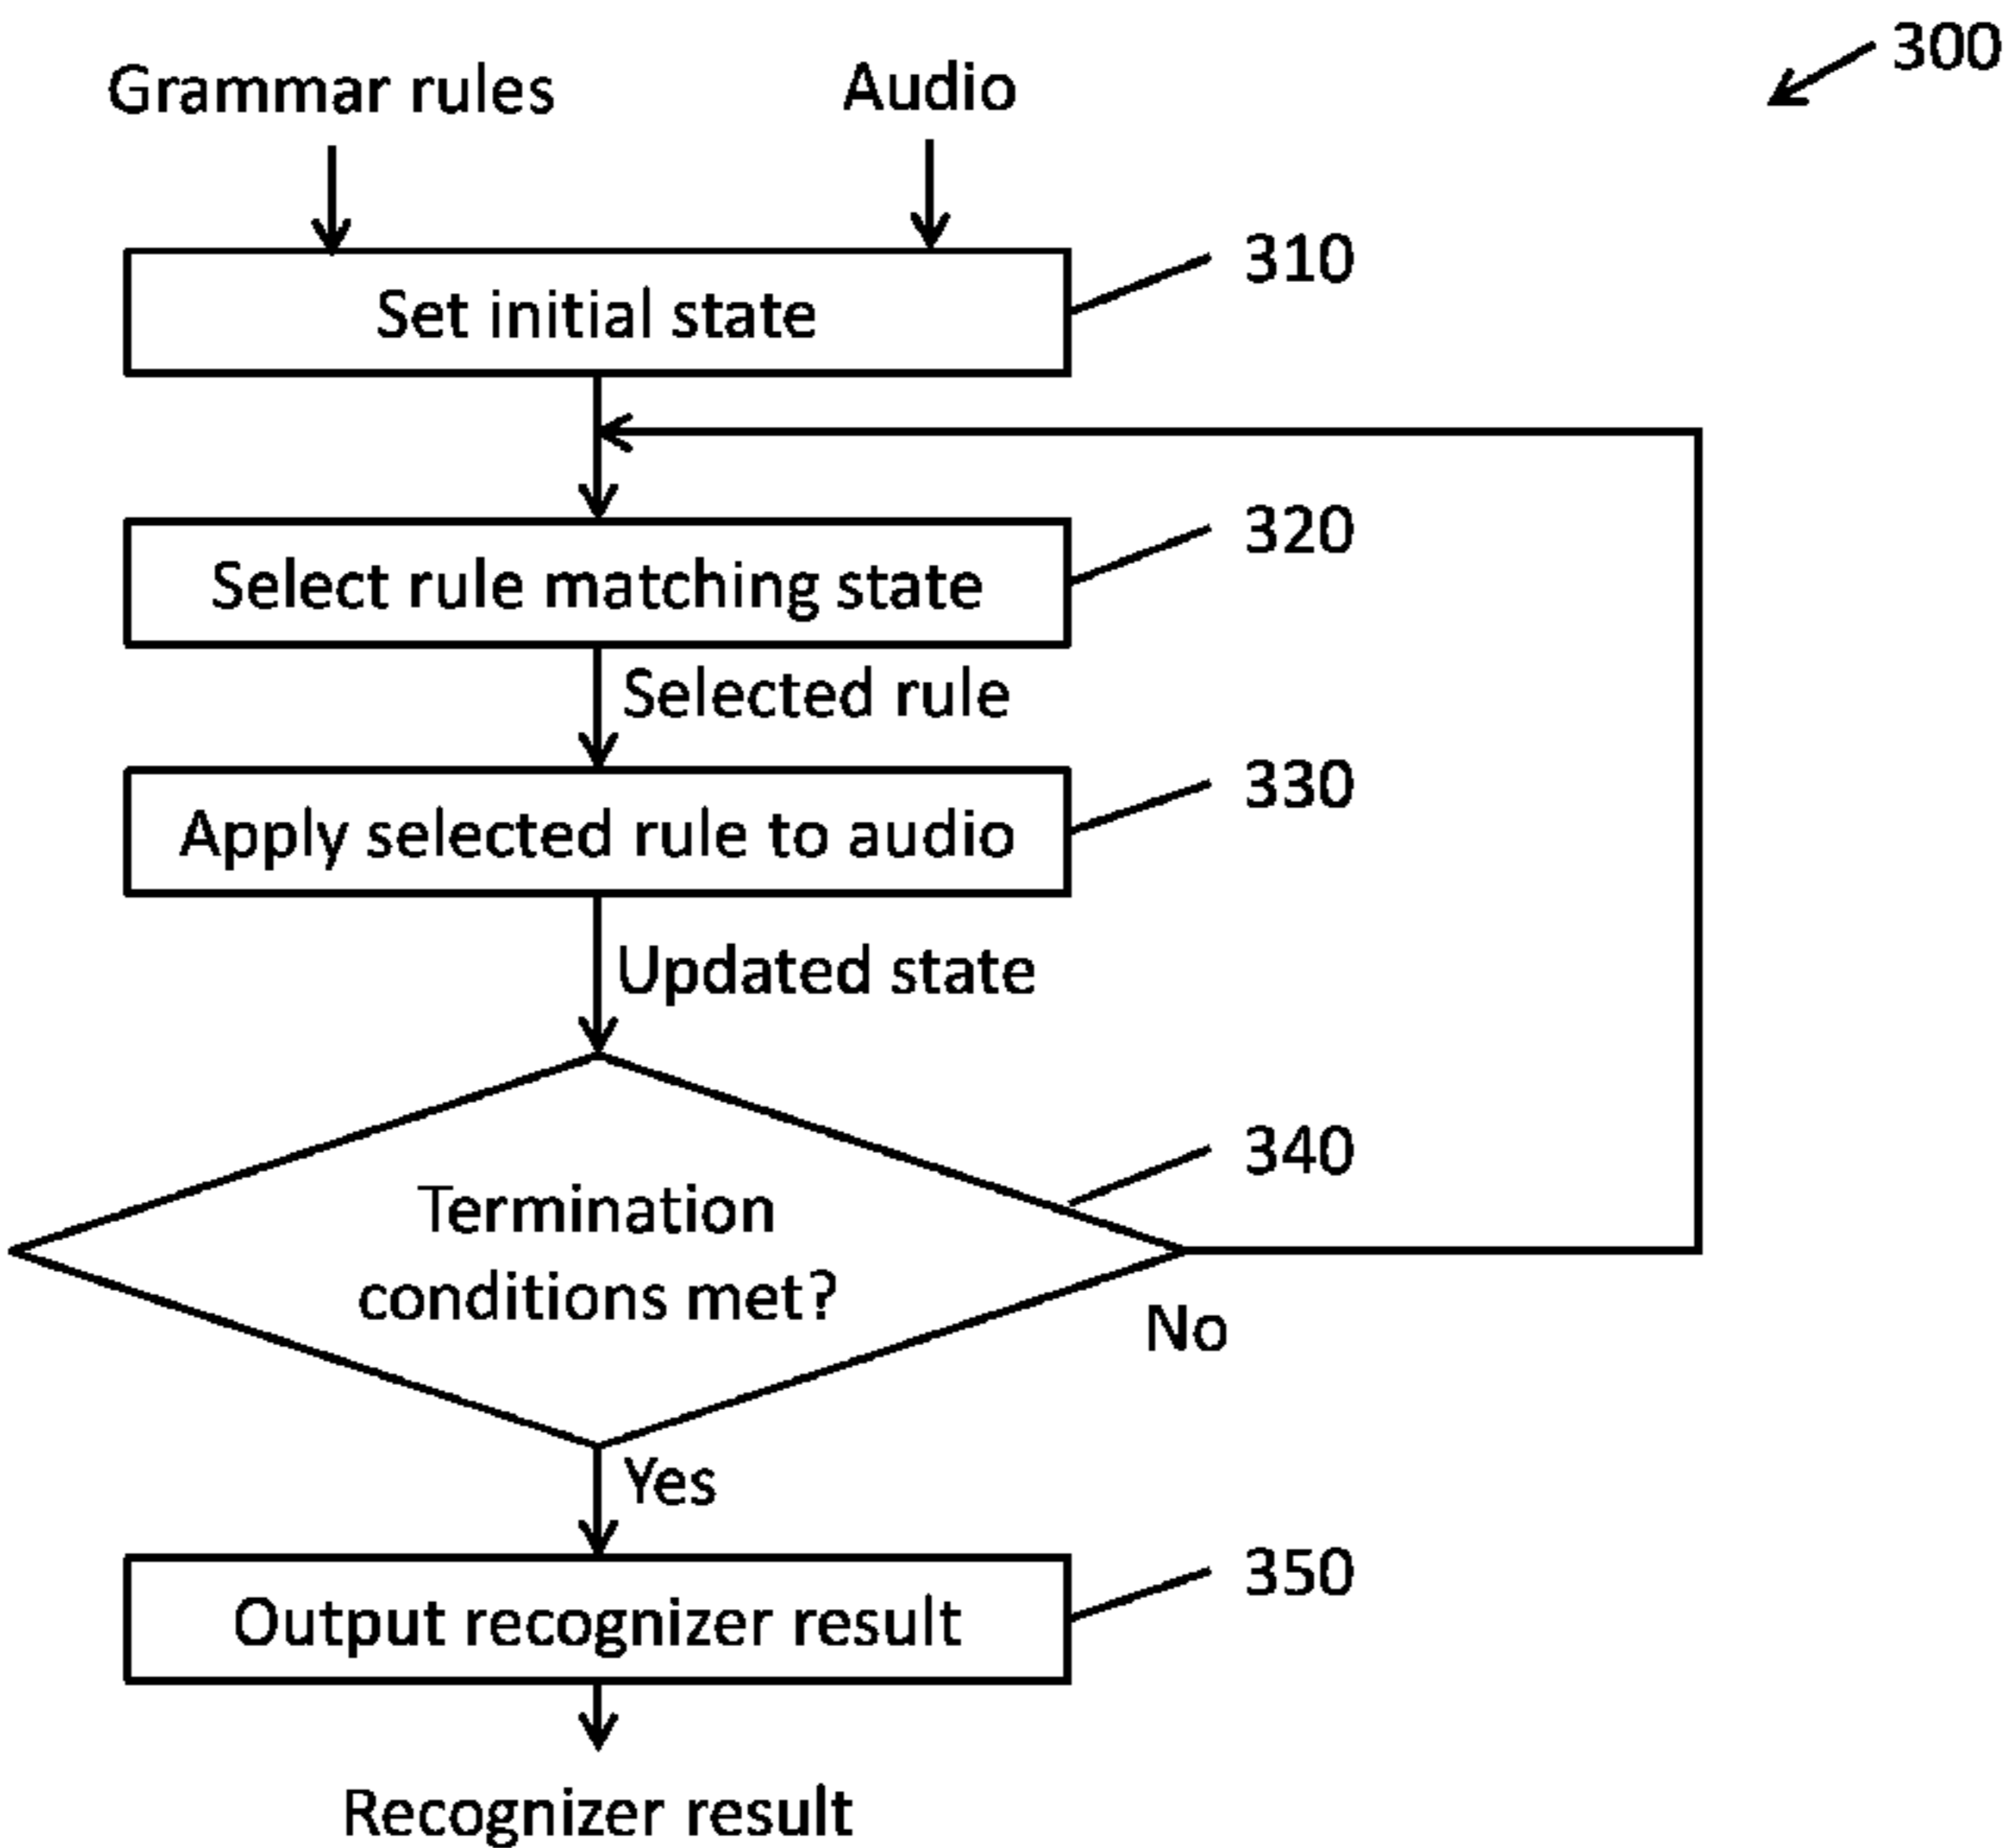 300
Grammar rules
Audio
Set initial state
310
Select rule matching state
320
Selected rule
Apply selected rule to audio
330
Updated state
Termination
conditions met?
340
No
Yes
Output recognizer result
350
Recognizer result